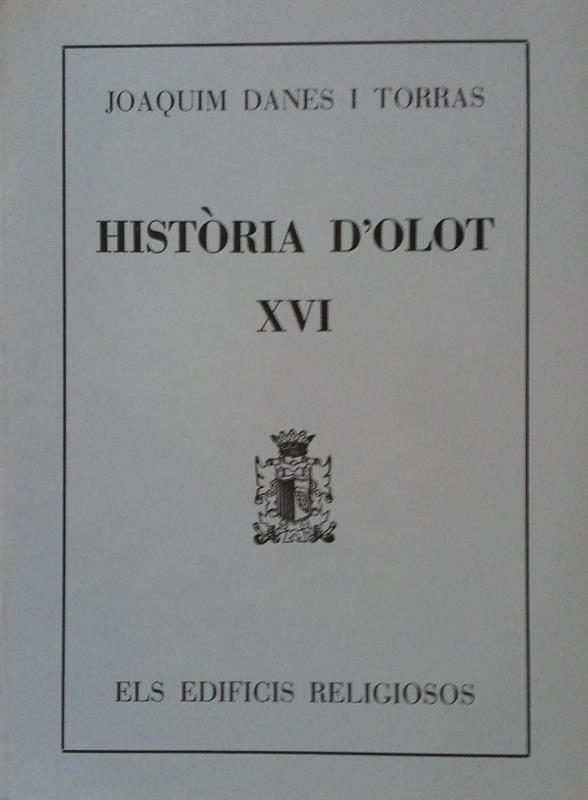 JOAQUIM DANES I TORRAS
HISTÒRIA D'OLOT
XVI
ELS EDIFICIS RELIGIOSOS